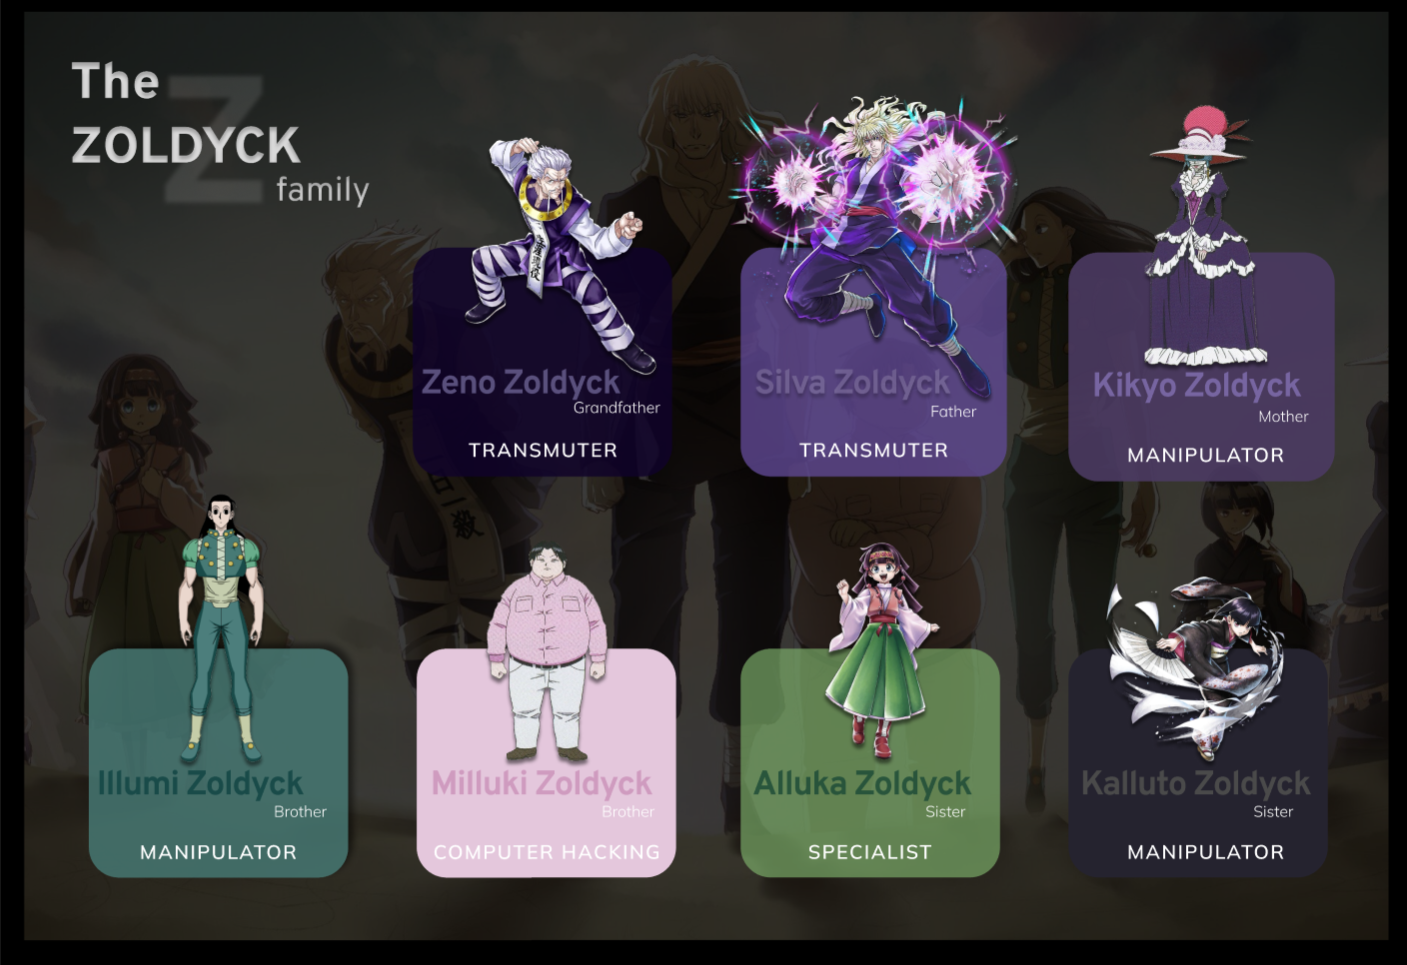 The
ZOLDYCK
family
Zeno Zoldyck
Grandfather
TRANSMUTER
Silva Zoldyck
Father
TRANSMUTER
Kikyo Zoldyck
Mother
MANIPULATOR
Illumi Zoldyck
Brother
MANIPULATOR
Milluki Zoldyck
Brother
COMPUTER HACKING
Alluka Zoldyck
Sister
SPECIALIST
Kalluto Zoldyck
Sister
MANIPULATOR
Z